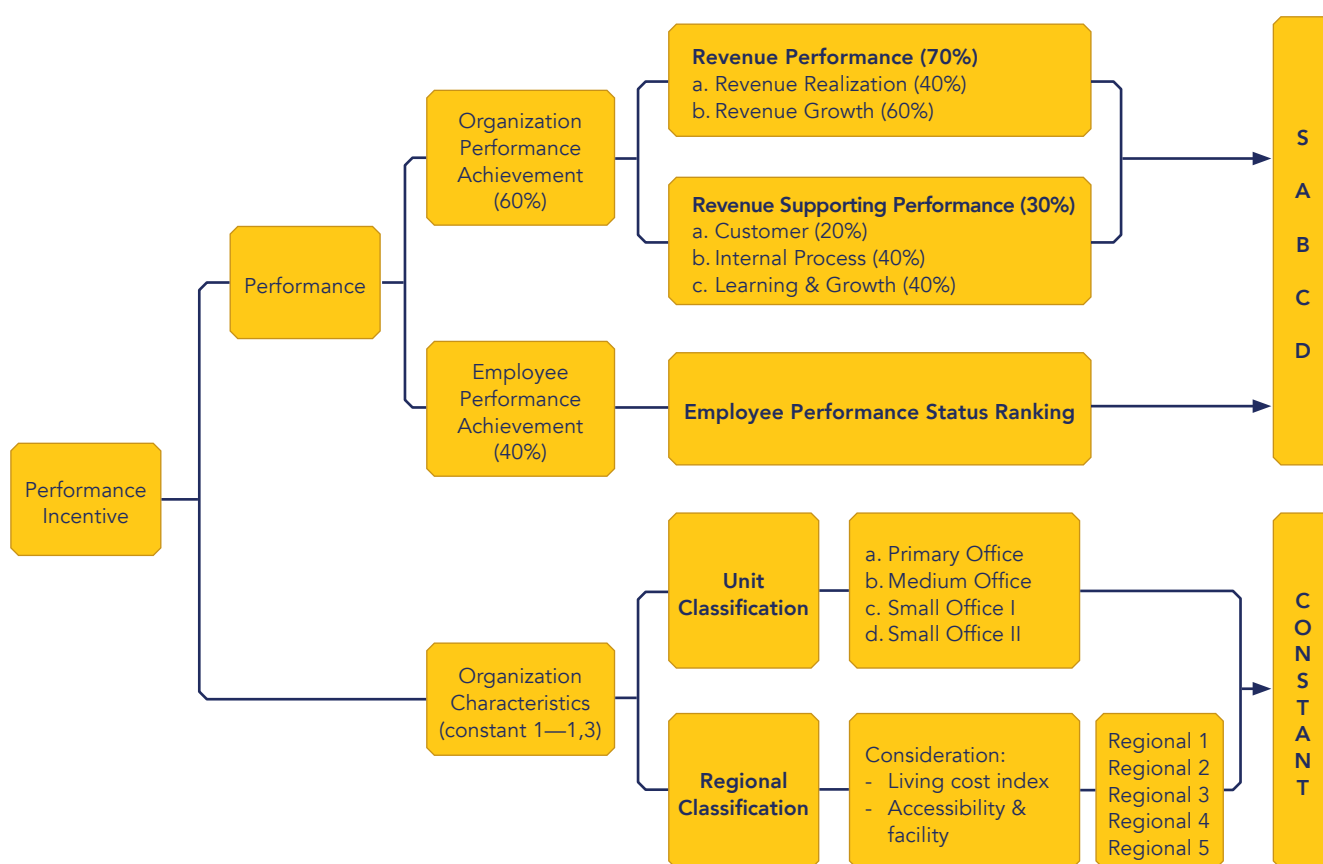 Performance
Incentive
Performance
Organization
Performance
Achievement
(60%)
Revenue Performance (70%)
a. Revenue Realization (40%)
b. Revenue Growth (60%)
Revenue Supporting Performance (30%)
a. Customer (20%)
b. Internal Process (40%)
c. Learning & Growth (40%)
Employee
Performance
Achievement
(40%)
Employee Performance Status Ranking
S
A
B
C
D
Organization
Characteristics
(constant 1—1,3)
Unit
Classification
a. Primary Office
b. Medium Office
c. Small Office I
d. Small Office II
Regional
Classification
Consideration:
- Living cost index
- Accessibility &
facility
Regional 1
Regional 2
Regional 3
Regional 4
Regional 5
C
O
N
S
T
A
N
T